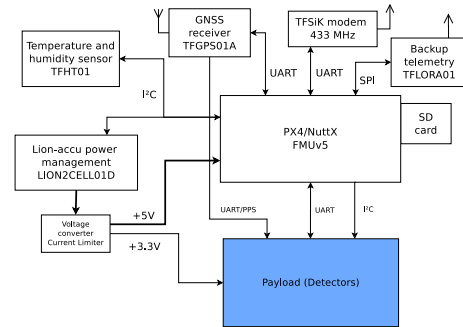 GNSS
receiver
TFGPS01A
TFSiK modem
433 MHz
Temperature and
humidity sensor
TFHT01
Backup
telemetry
TFLORA01
UART
UART
SPI
I²C
PX4/NuttX
FMUv5
SD
card
Lion-accu power
management
LION2CELL01D
Voltage
converter
Current Limiter
+5V
+3.3V
UART/PPS
UART
I²C
Payload (Detectors)